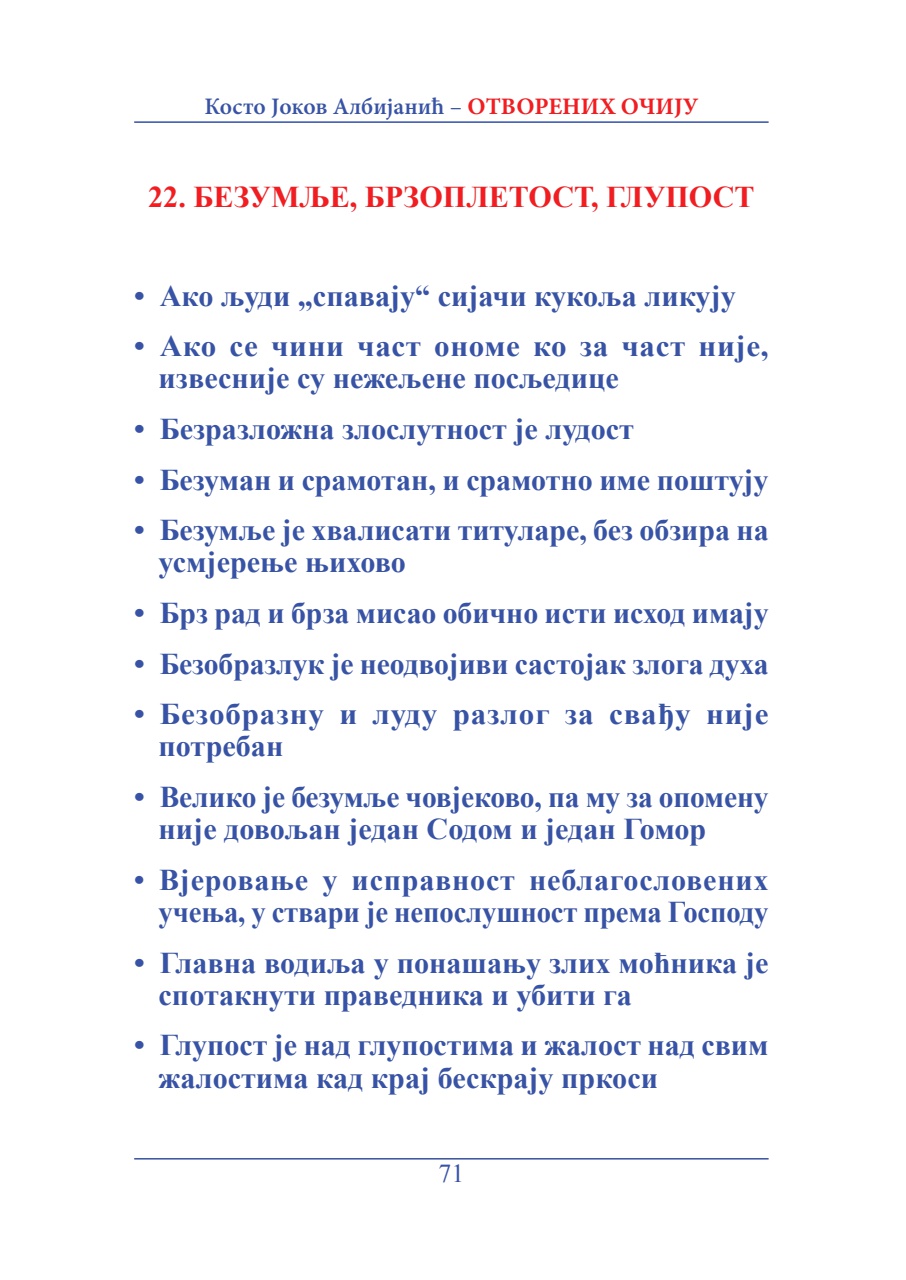 Косто Јоков Албијанић – ОТВОРЕНИХ ОЧИЈУ
22. БЕЗУМЉЕ, БРЗОПЛЕТОСТ, ГЛУПОСТ
• Ако људи „спавају“ сијачи кукоља ликују
• Ако се чини част ономе ко за част није,
извесније су нежељене посљедице
• Безразложна злослутност је лудост
• Безуман и срамотан, и срамотно име поштују
• Безумље је хвалисати титуларе, без обзира на
усмјерење њихово
• Брз рад и брза мисао обично исти исход имају
• Безобразлук је неодвојиви састојак злога духа
• Безобразну и луду разлог за свађу није
потребан
• Велико је безумље човјеково, па му за опомену
није довољан један Содом и један Гомор
• Вјеровање у исправност неблагословених
учења, у ствари је непослушност према Господу
• Главна водиља у понашању злих моћника је
спотакнути праведника и убити га
• Глупост је над глупостима и жалост над свим
жалостима кад крај бескрају пркоси
71